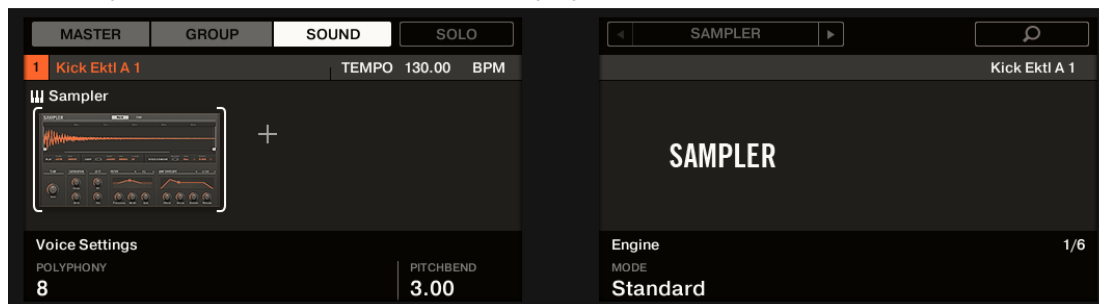 MASTER GROUP SOUND SOLO
1 Kick Ektl A 1 TEMPO 130.00 BPM
Sampler
Voice Settings
POLYPHONY PITCHBEND
8 3.00
SAMPLER
Kick Ektl A 1
SAMPLER
Engine 1/6
MODE
Standard